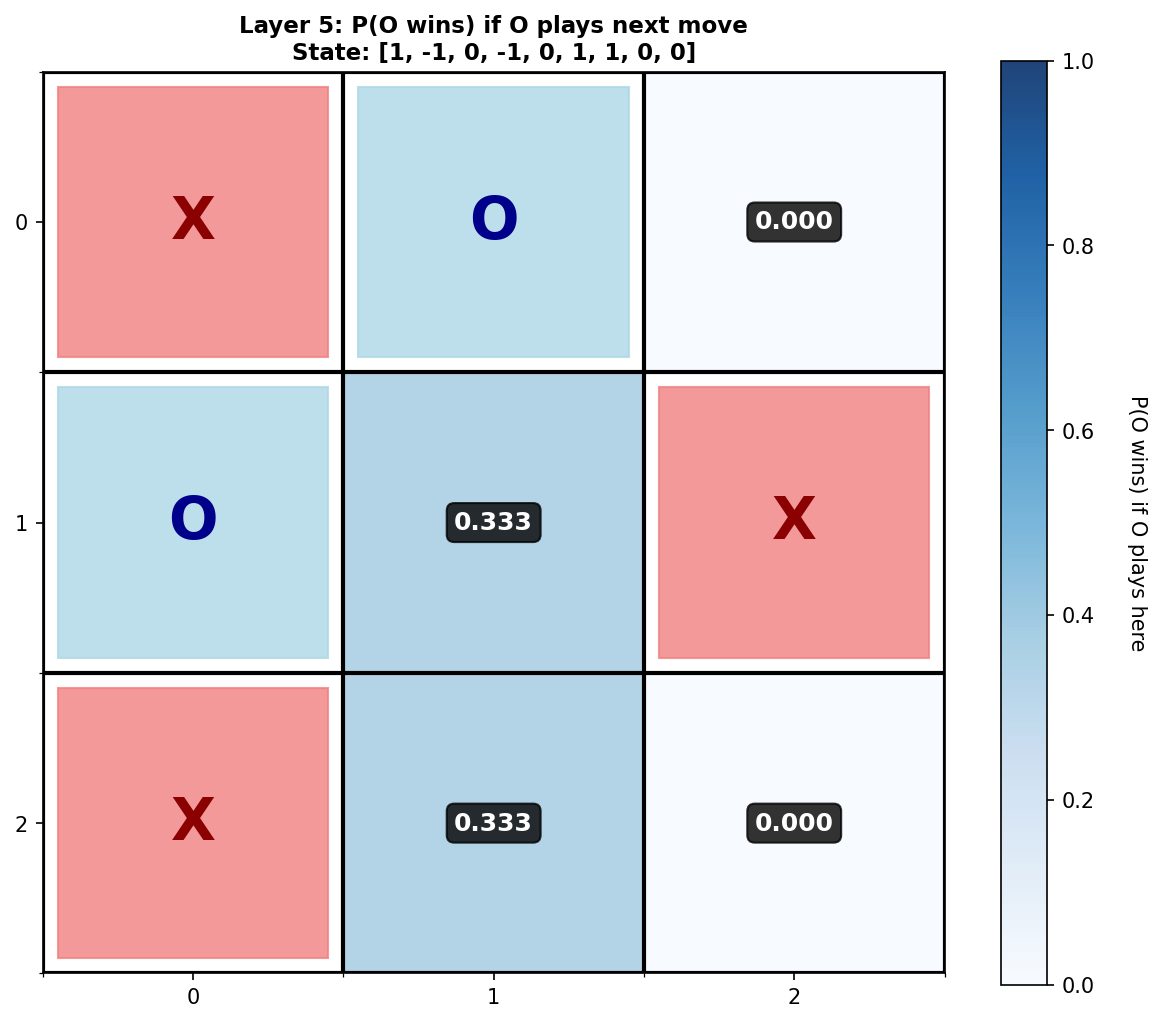 Layer 5: P(O wins) if O plays next move
State: [1, -1, 0, -1, 0, 1, 1, 0, 0]
X
O
0.000
O
0.333
X
X
0.333
0.000
0
1
2
0
1
2
1.0
0.8
0.6
0.4
0.2
0.0
P(O wins) if O plays here